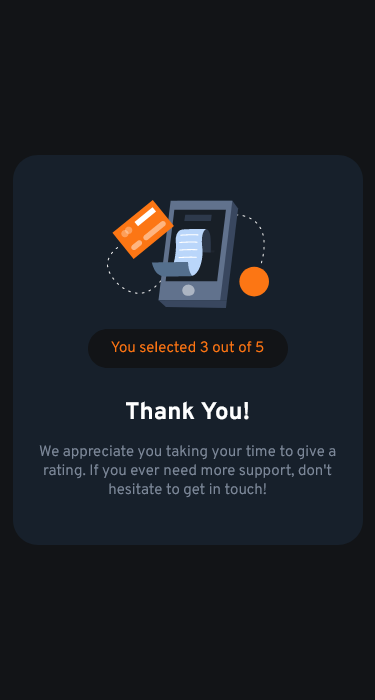 You selected 3 out of 5
Thank You!
We appreciate you taking your time to give a
rating. If you ever need more support, don't
hesitate to get in touch!